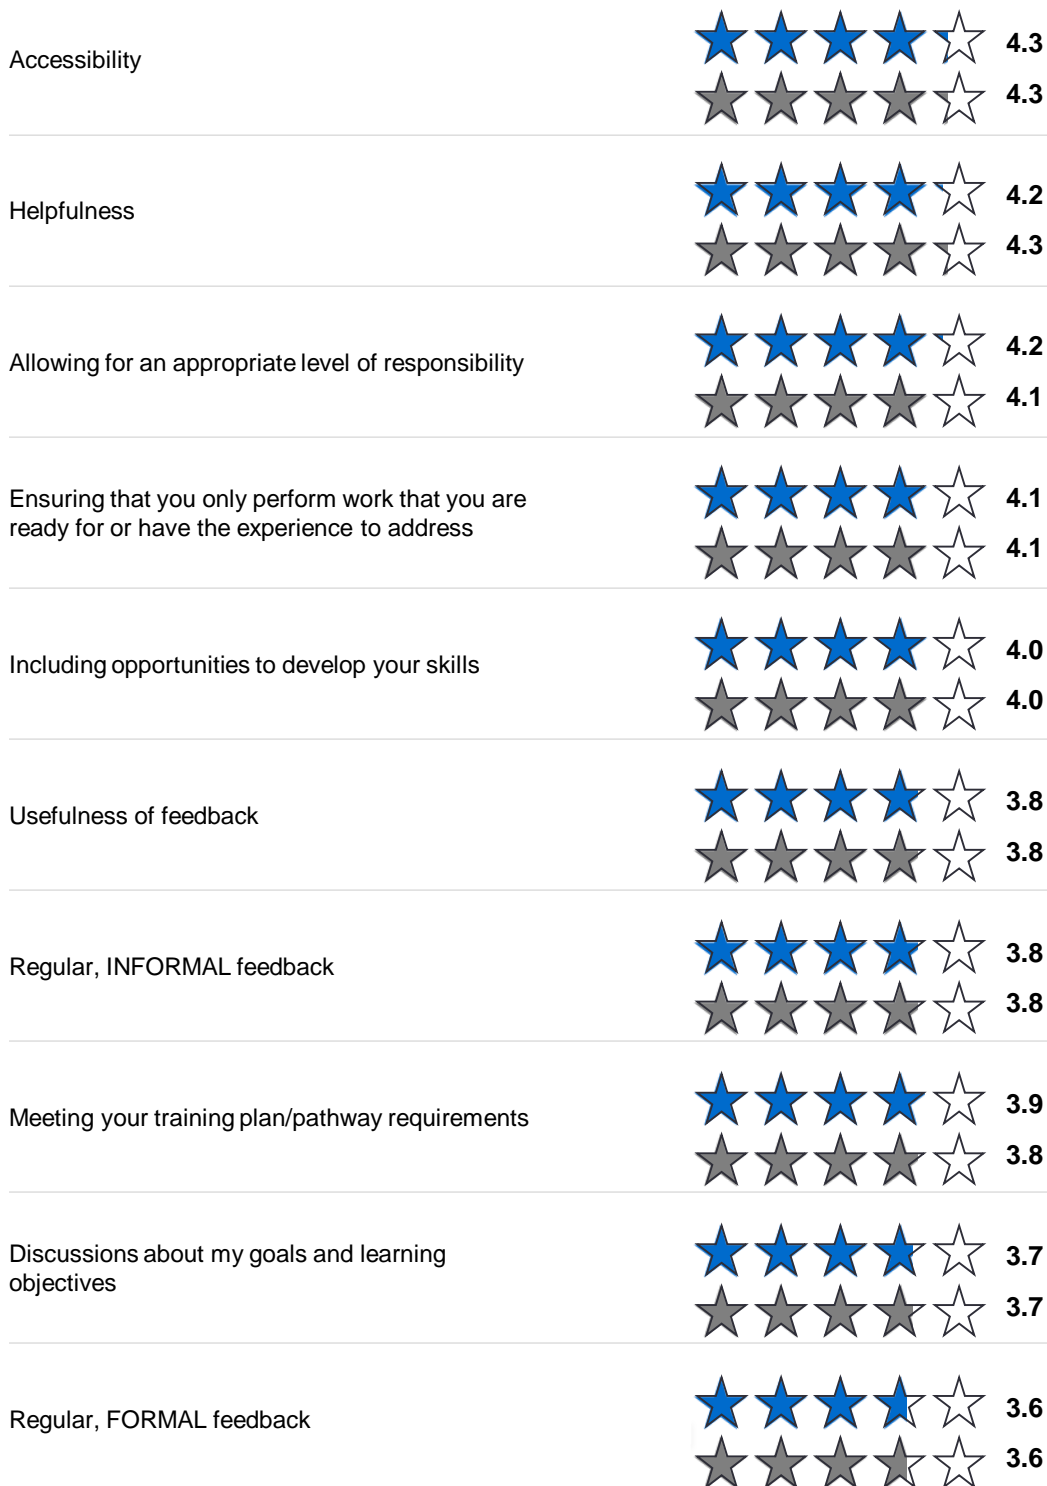 Accessibility
4.3
4.3
Helpfulness
4.2
4.3
Allowing for an appropriate level of responsibility
4.2
4.1
Ensuring that you only perform work that you are
ready for or have the experience to address
4.1
4.1
Including opportunities to develop your skills
4.0
4.0
Usefulness of feedback
3.8
3.8
Regular, INFORMAL feedback
3.8
3.8
Meeting your training plan/pathway requirements
3.9
3.8
Discussions about my goals and learning
objectives
3.7
3.7
Regular, FORMAL feedback
3.6
3.6